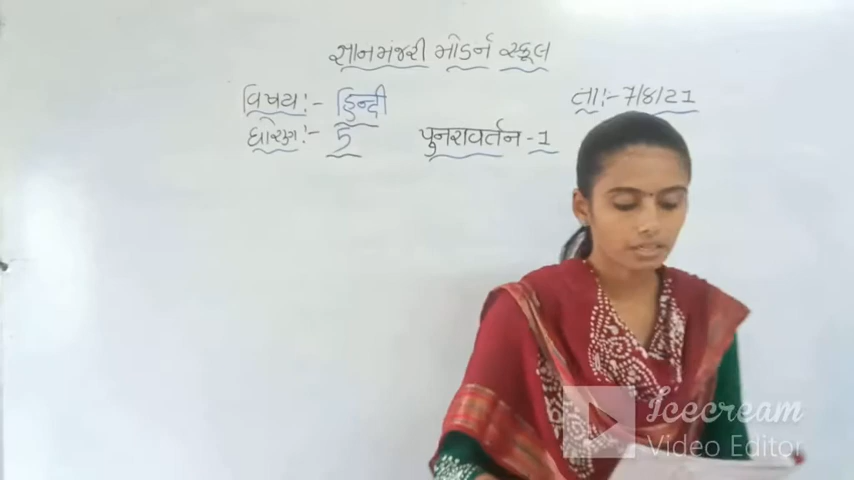 જ્ઞાનમંજરી મોડર્ન સ્કૂલ
વિષય:- હિન્દી
તા:- 7/8/21
ધોરણ:- 5
પુનરાવર્તન-1
Icecream
Video Editor